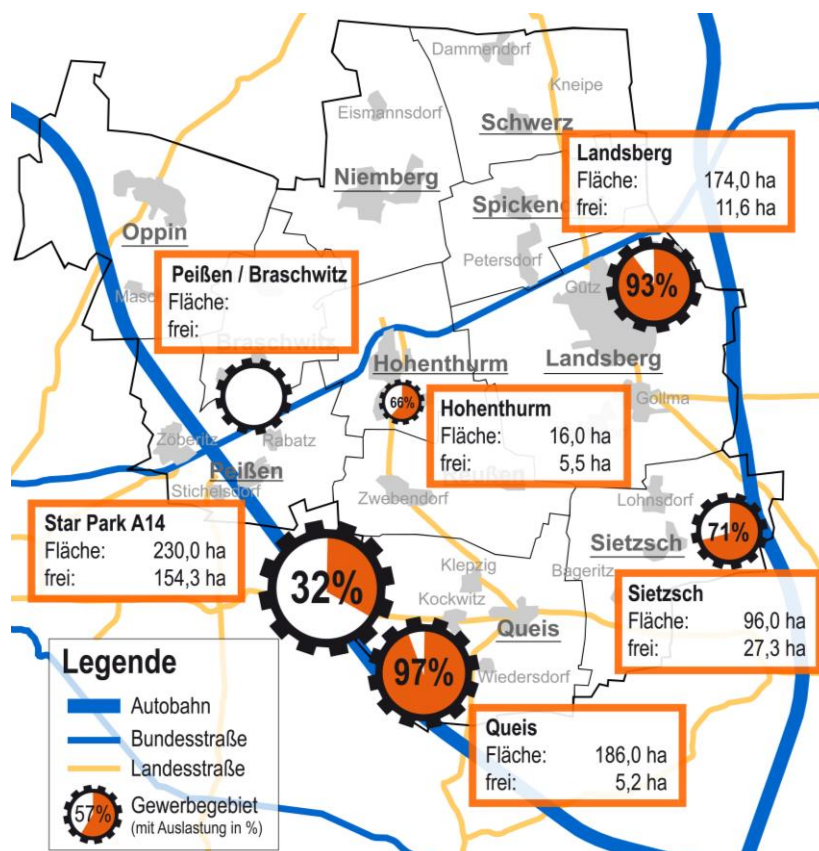 Dammendorf
Kneipe
Eismannsdorf
Schwerz
Landsberg
Fläche: 174,0 ha
frei: 11,6 ha
Niemberg
Spickend
Oppin
Petersdorf
Peißen / Braschwitz
Fläche:
frei:
Gütz
93%
Masch
Braschwitz
Hohenthurm
Landsberg
66%
Gollma
Hohenthurm
Fläche: 16,0 ha
frei: 5,5 ha
Zöberitz
Rabatz
Peißen
Reußen
Stichelsdorf
Zwebendorf
Lohnsdorf
Star Park A14
Fläche: 230,0 ha
frei: 154,3 ha
71%
Sietzsch
32%
Klepzig
Bageritz
Kockwitz
Queis
Sietzsch
Fläche: 96,0 ha
frei: 27,3 ha
97%
Wiedersdorf
Queis
Fläche: 186,0 ha
frei: 5,2 ha
Legende
Autobahn
Bundesstraße
Landesstraße
57%
Gewerbegebiet
(mit Auslastung in %)